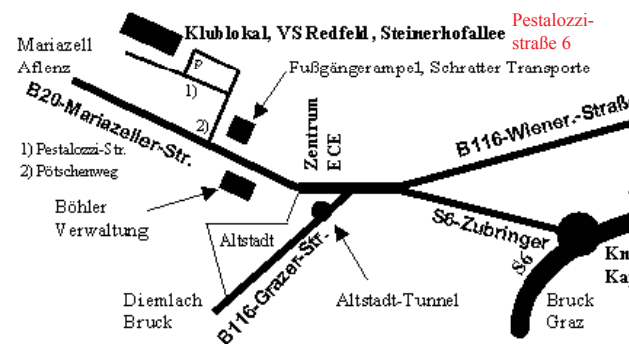 Klublokal, VS Redfeld, Steinerhofallee
Pestalozzi-
straße 6
Mariazell
Aflenz
P
1)
2)
Fußgängerampel, Schratter Transporte
B20-Mariazeller-Str.
Zentrum
ECE
B116-Wiener.-Straße
1) Pestalozzi-Str.
2) Pötschenweg
Böhler
Verwaltung
Altstadt
S6-Zubringer
S6
B116-Grazer-Str.
Diemlach
Bruck
Altstadt-Tunnel
Bruck
Graz
Kn
Kap